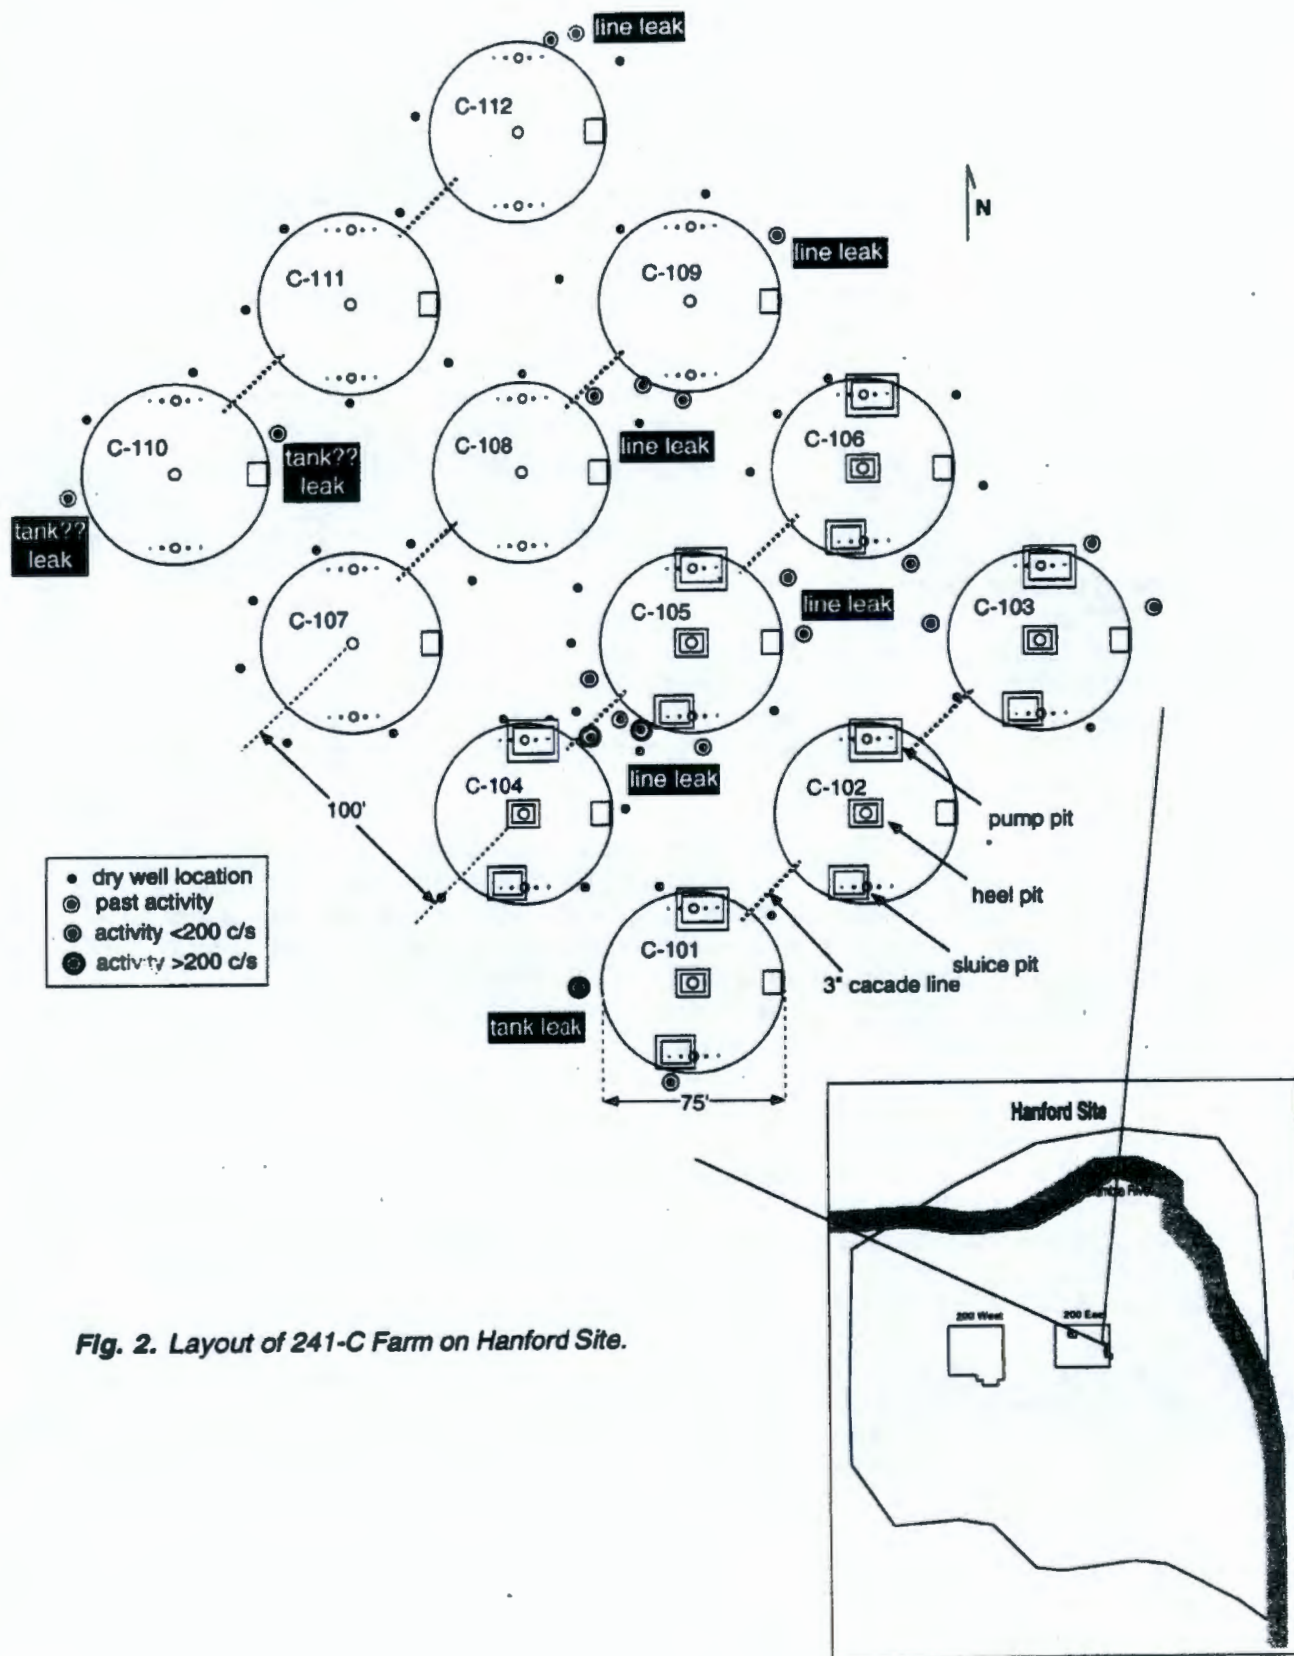 line leak
C-112
N
C-109
line leak
C-111
C-106
C-110
C-108
line leak
tank??
leak
tank??
leak
C-103
C-105
line leak
C-107
C-104
C-102
line leak
100'
pump pit
dry well location
past activity
activity <200 c/s
activity >200 c/s
heel pit
C-101
sluice pit
3" cacade line
tank leak
75'
Hanford Site
200 West
200 East
Fig. 2. Layout of 241-C Farm on Hanford Site.